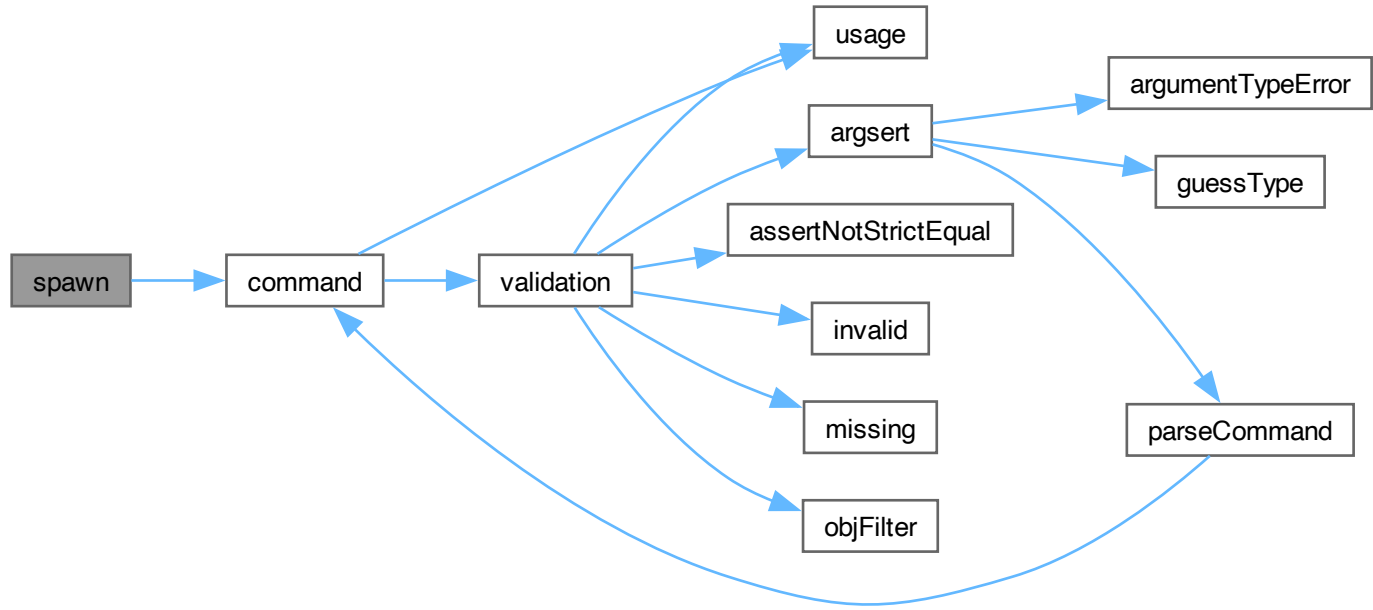 usage
argumentTypeError
argsert
guessType
assertNotStrictEqual
spawn
command
validation
invalid
missing
parseCommand
objFilter